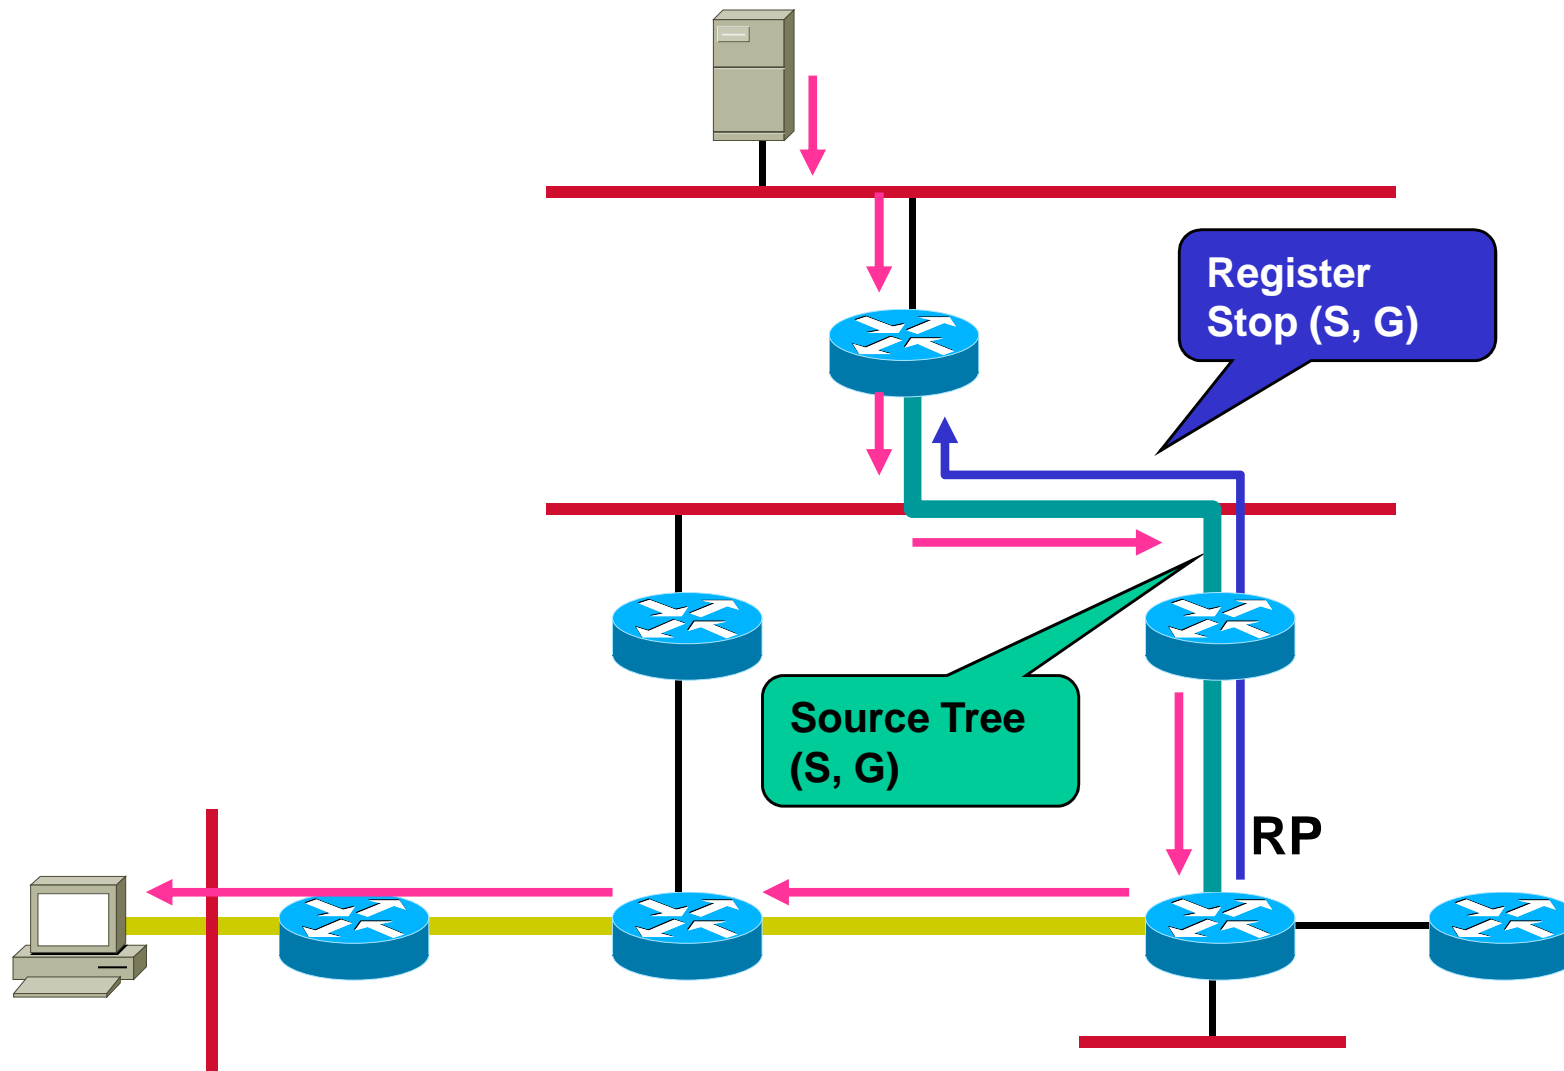 Register
Stop (S, G)
Source Tree
(S, G)
RP